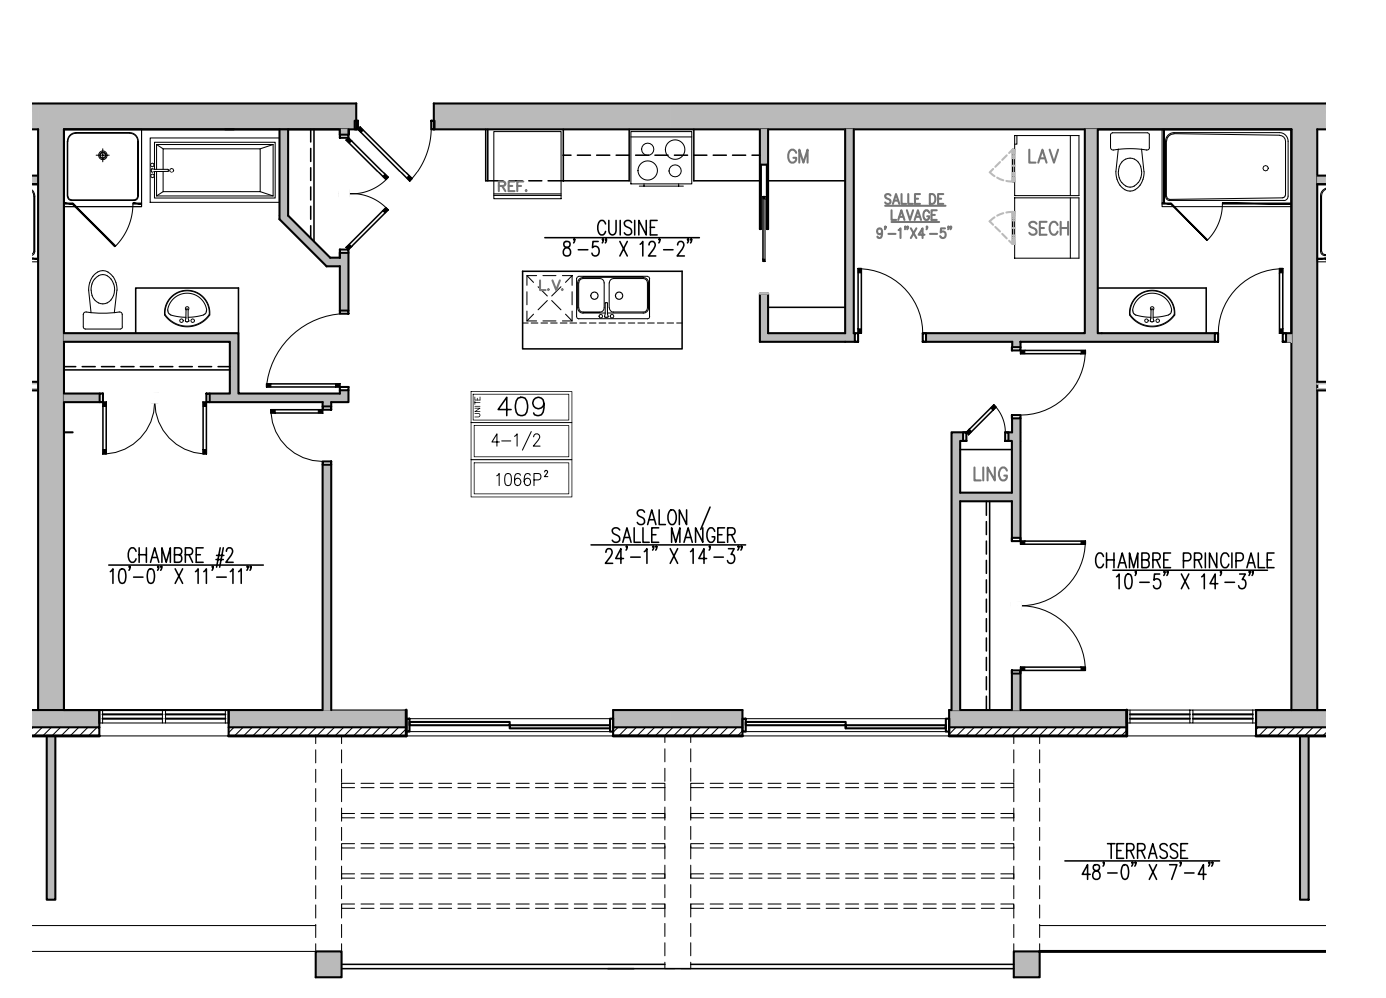 GM
LAV
REF.
SALLE DE
LAVAGE
9'-1"X4'-5"
SECH
CUISINE
8'-5" X 12'-2"
L.V.
UNITÉ
409
4-1/2
1066P²
LING
SALON /
SALLE MANGER
24'-1" X 14'-3"
CHAMBRE #2
10'-0" X 11'-11"
CHAMBRE PRINCIPALE
10'-5" X 14'-3"
TERRASSE
48'-0" X 7'-4"